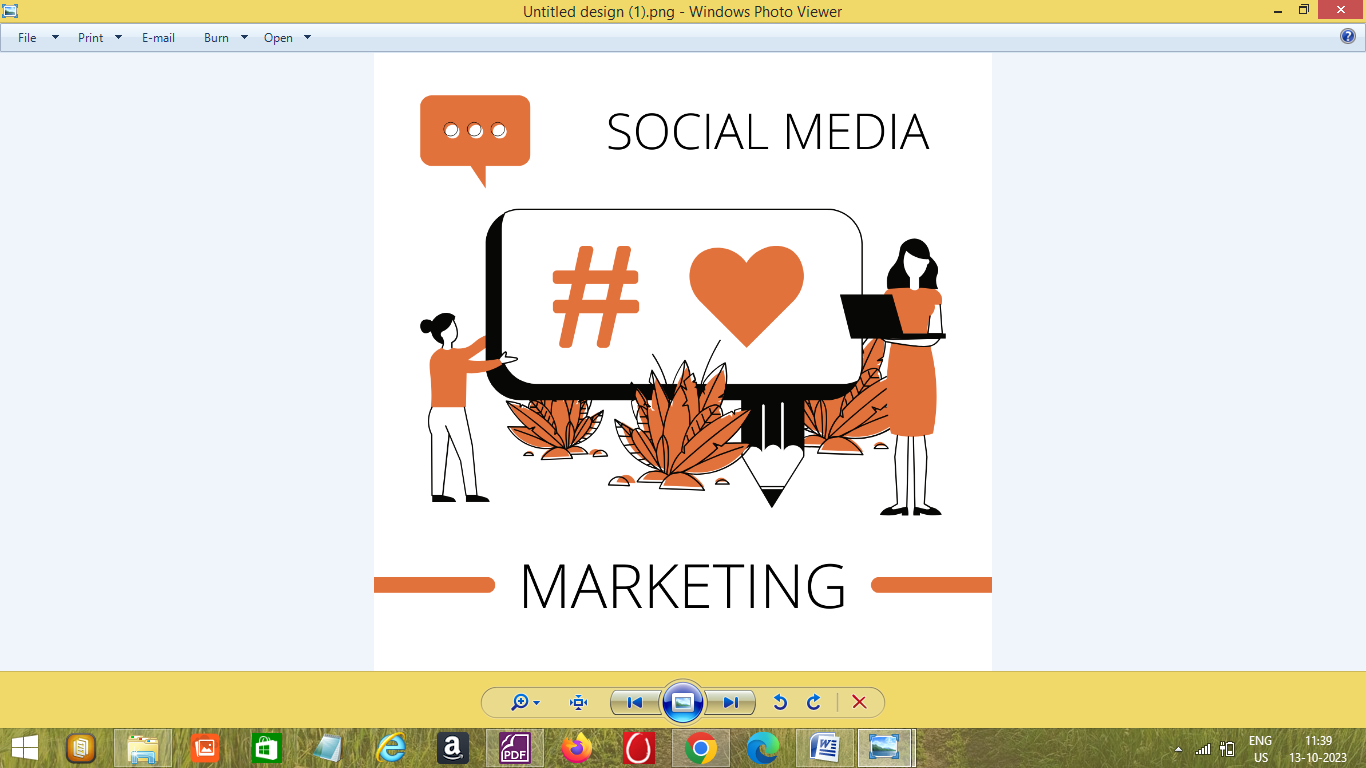 Untitled design (1).png - Windows Photo Viewer
File Print E-mail Burn Open
SOCIAL MEDIA
#
MARKETING
PDF
ENG
US
11:39
13-10-2023